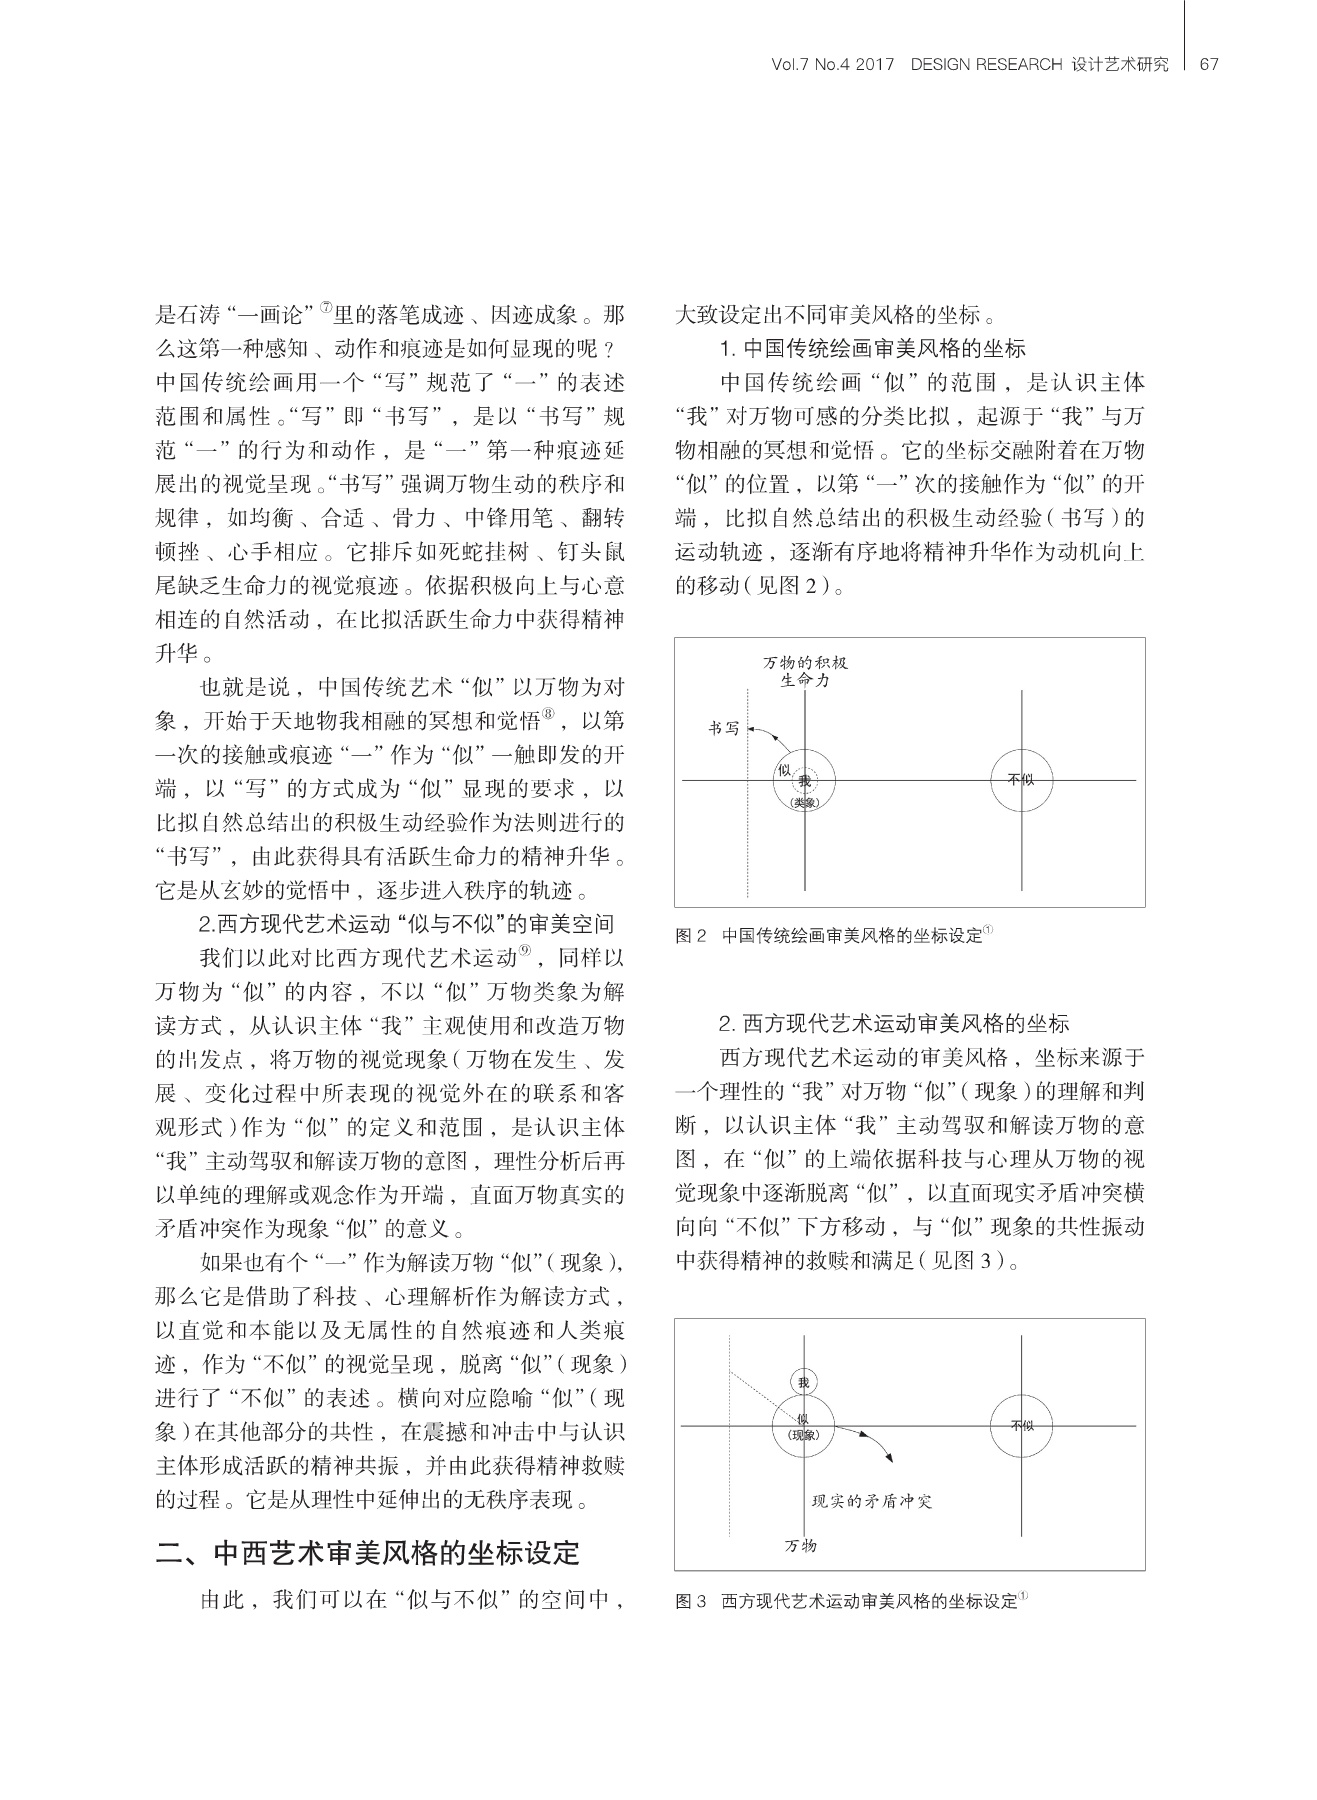 Vol.7 No.4 2017 DESIGN RESEARCH 设计艺术研究 67
是石涛“一画论”⑦里的落笔成迹、因迹成象。那
么这第一种感知、动作和痕迹是如何显现的呢？
中国传统绘画用一个“写”规范了“一”的表述
范围和属性。“写”即“书写”，是以“书写”规
范“一”的行为和动作，是“一”第一种痕迹延
展出的视觉呈现。“书写”强调万物生动的秩序和
规律，如均衡、合适、骨力、中锋用笔、翻转
顿挫、心手相应。它排斥如死蛇挂树、钉头鼠
尾缺乏生命力的视觉痕迹。依据积极向上与心意
相连的自然活动，在比拟活跃生命力中获得精神
升华。
也就是说，中国传统艺术“似”以万物为对
象，开始于天地物我相融的冥想和觉悟⑧，以第
一次的接触或痕迹“一”作为“似”一触即发的开
端，以“写”的方式成为“似”显现的要求，以
比拟自然总结出的积极生动经验作为法则进行的
“书写”，由此获得具有活跃生命力的精神升华。
它是从玄妙的觉悟中，逐步进入秩序的轨迹。
2.西方现代艺术运动“似与不似”的审美空间
我们以此对比西方现代艺术运动⑨，同样以
万物为“似”的内容，不以“似”万物类象为解
读方式，从认识主体“我”主观使用和改造万物
的出发点，将万物的视觉现象（万物在发生、发
展、变化过程中所表现的视觉外在的联系和客
观形式）作为“似”的定义和范围，是认识主体
“我”主动驾驭和解读万物的意图，理性分析后再
以单纯的理解或观念作为开端，直面万物真实的
矛盾冲突作为现象“似”的意义。
如果也有个“一”作为解读万物“似”（现象），
那么它是借助了科技、心理解析作为解读方式，
以直觉和本能以及无属性的自然痕迹和人类痕
迹，作为“不似”的视觉呈现，脱离“似”（现象）
进行了“不似”的表述。横向对应隐喻“似”（现
象）在其他部分的共性，在震撼和冲击中与认识
主体形成活跃的精神共振，并由此获得精神救赎
的过程。它是从理性中延伸出的无秩序表现。
二、中西艺术审美风格的坐标设定
由此，我们可以在“似与不似”的空间中，
大致设定出不同审美风格的坐标。
1. 中国传统绘画审美风格的坐标
中国传统绘画“似”的范围，是认识主体
“我”对万物可感的分类比拟，起源于“我”与万
物相融的冥想和觉悟。它的坐标交融附着在万物
“似”的位置，以第“一”次的接触作为“似”的开
端，比拟自然总结出的积极生动经验（书写）的
运动轨迹，逐渐有序地将精神升华作为动机向上
的移动（见图 2）。
万物的积极
生命力
书写
似
我
（类象）
不似
图 2 中国传统绘画审美风格的坐标设定①
2. 西方现代艺术运动审美风格的坐标
西方现代艺术运动的审美风格，坐标来源于
一个理性的“我”对万物“似”（现象）的理解和判
断，以认识主体“我”主动驾驭和解读万物的意
图，在“似”的上端依据科技与心理从万物的视
觉现象中逐渐脱离“似”，以直面现实矛盾冲突横
向向“不似”下方移动，与“似”现象的共性振动
中获得精神的救赎和满足（见图 3）。
我
似
（现象）
不似
现实的矛盾冲突
万物
图 3 西方现代艺术运动审美风格的坐标设定①